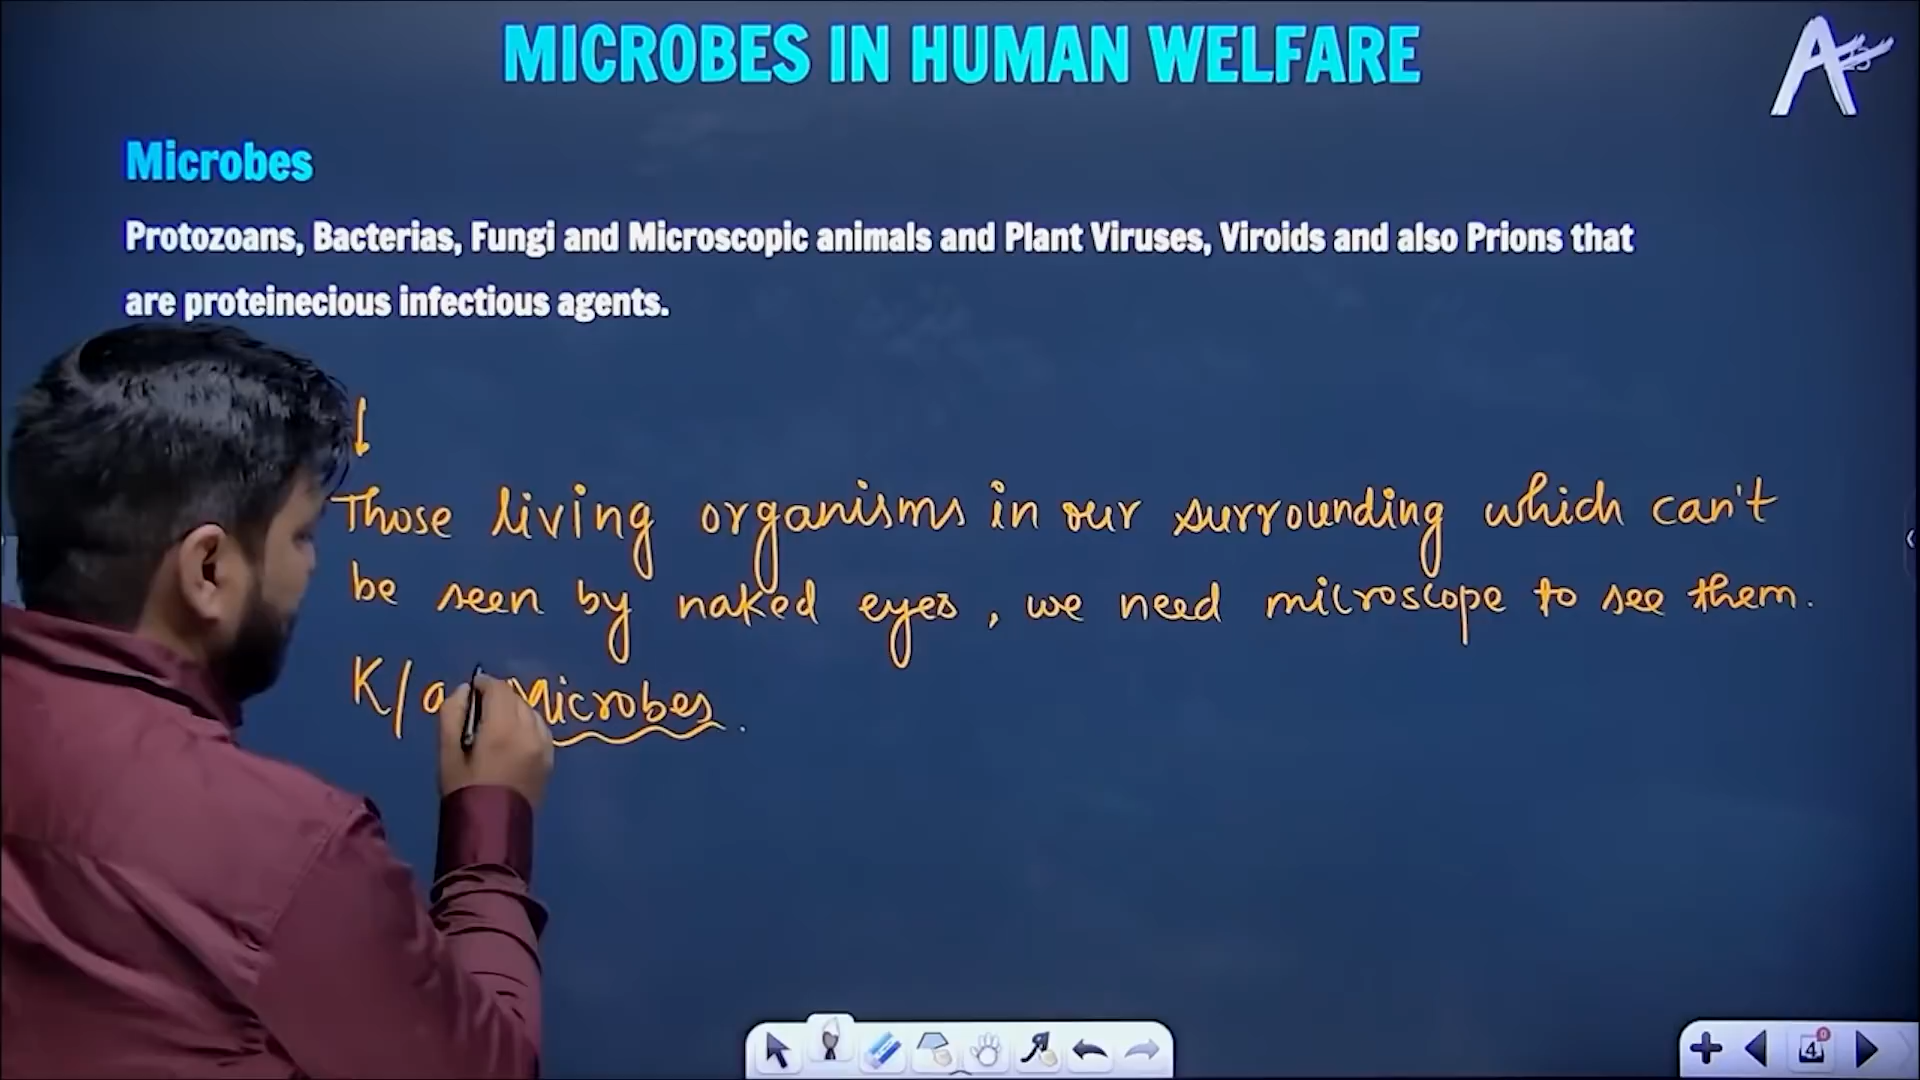 MICROBES IN HUMAN WELFARE
Microbes
Protozoans, Bacterias, Fungi and Microscopic animals and Plant Viruses, Viroids and also Prions that
are proteinecious infectious agents.
Those living organisms in our surrounding which can't
be seen by naked eyes, we need microscope to see them.
K/a Microbes.
4